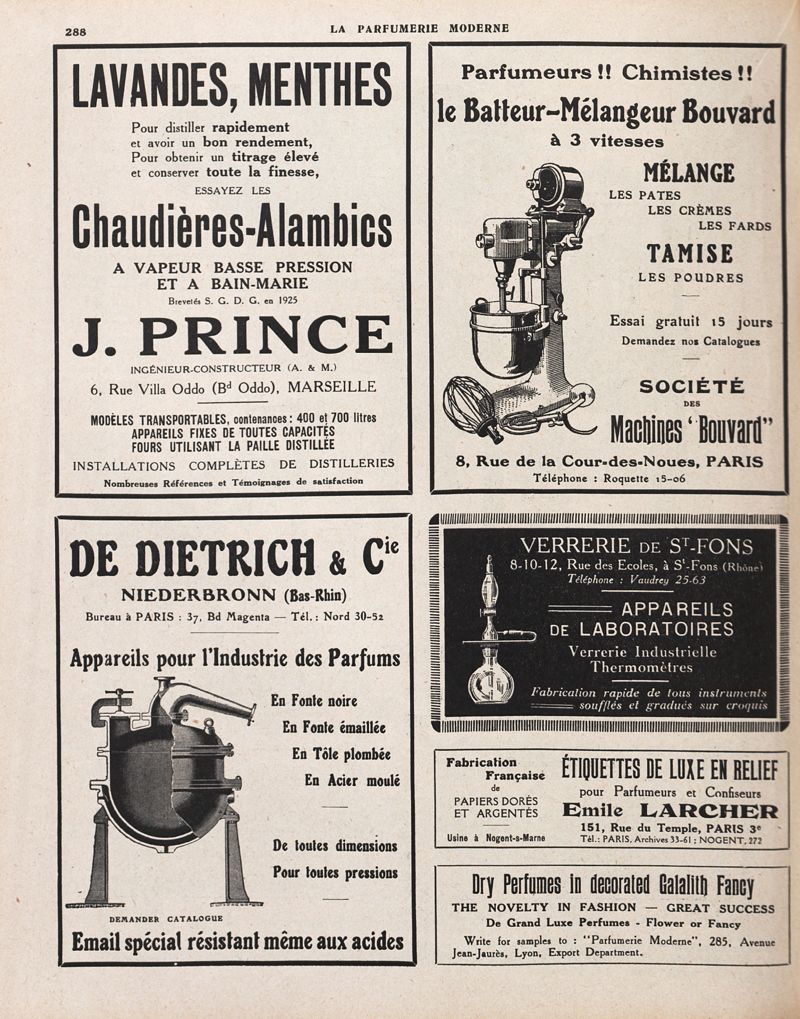 288
LA PARFUMERIE MODERNE
LAVANDES, MENTHES
Pour distiller rapidement
et avoir un bon rendement,
Pour obtenir un titrage élevé
et conserver toute la finesse,
ESSAYEZ LES
Chaudières-Alambics
A VAPEUR BASSE PRESSION
ET A BAIN-MARIE
Brevetés S. G. D. G. en 1925
J. PRINCE
INGÉNIEUR-CONSTRUCTEUR (A. & M.)
6, Rue Villa Oddo (Bd Oddo), MARSEILLE
MODÈLES TRANSPORTABLES, contenances : 400 et 700 litres
APPAREILS FIXES DE TOUTES CAPACITÉS
FOURS UTILISANT LA PAILLE DISTILLÉE
INSTALLATIONS COMPLÈTES DE DISTILLERIES
Nombreuses Références et Témoignages de satisfaction
Parfumeurs !! Chimistes !!
le Batteur-Mélangeur Bouvard
à 3 vitesses
MÉLANGE
LES PATES
LES CRÈMES
LES FARDS
TAMISE
LES POUDRES
Essai gratuit 15 jours
Demandez nos Catalogues
SOCIÉTÉ
DES
Machines "Bouvard"
8, Rue de la Cour-des-Noues, PARIS
Téléphone : Roquette 15-06
DE DIETRICH & Cie
NIEDERBRONN (Bas-Rhin)
Bureau à PARIS : 37, Bd Magenta — Tél. : Nord 30-52
Appareils pour l'Industrie des Parfums
En Fonte noire
En Fonte émaillée
En Tôle plombée
En Acier moulé
De toutes dimensions
Pour toutes pressions
DEMANDER CATALOGUE
Email spécial résistant même aux acides
VERRERIE DE ST-FONS
8-10-12, Rue des Ecoles, à St-Fons (Rhône)
Téléphone : Vaudrey 25-63
APPAREILS
DE LABORATOIRES
Verrerie Industrielle
Thermomètres
Fabrication rapide de tous instruments
soufflés et gradués sur croquis
Fabrication
Française
de
PAPIERS DORÉS
ET ARGENTÉS
Usine à Nogent-s-Marne
ÉTIQUETTES DE LUXE EN RELIEF
pour Parfumeurs et Confiseurs
Emile LARCHER
151, Rue du Temple, PARIS 3e
Tél.: PARIS, Archives 33-61 ; NOGENT, 272
Dry Perfumes in decorated Galalith Fancy
THE NOVELTY IN FASHION — GREAT SUCCESS
De Grand Luxe Perfumes - Flower or Fancy
Write for samples to : "Parfumerie Moderne", 285, Avenue
Jean-Jaurès, Lyon, Export Department.